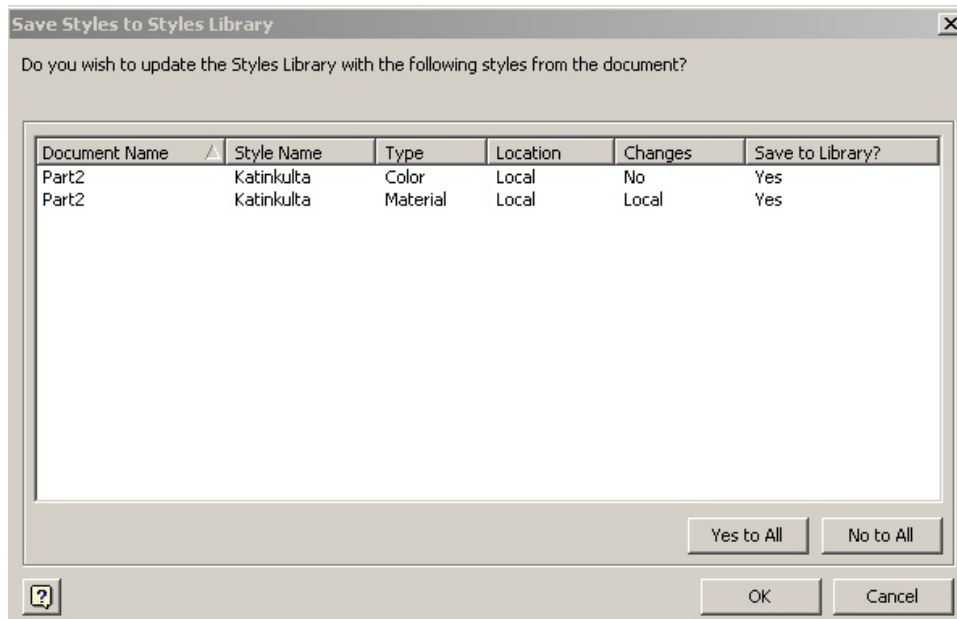 Save Styles to Styles Library
Do you wish to update the Styles Library with the following styles from the document?
Document Name Style Name Type Location Changes Save to Library?
Part2 Katinkulta Color Local No Yes
Part2 Katinkulta Material Local Local Yes
Yes to All No to All
OK Cancel